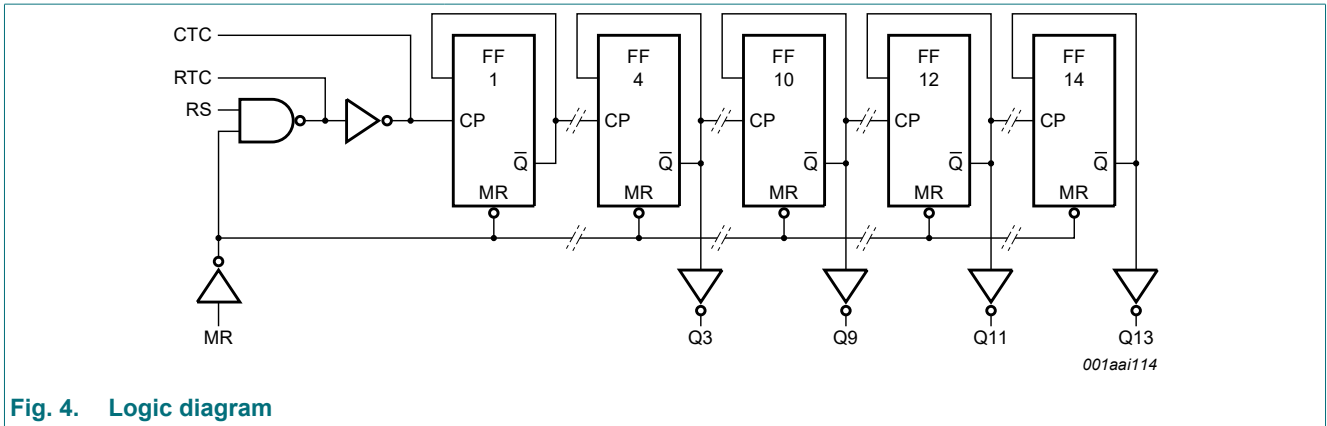 CTC
RTC
RS
FF
1
CP
Q̅
MR
FF
4
CP
Q̅
MR
FF
10
CP
Q̅
MR
FF
12
CP
Q̅
MR
FF
14
CP
Q̅
MR
MR
Q3
Q9
Q11
Q13
001aai114
Fig. 4. Logic diagram